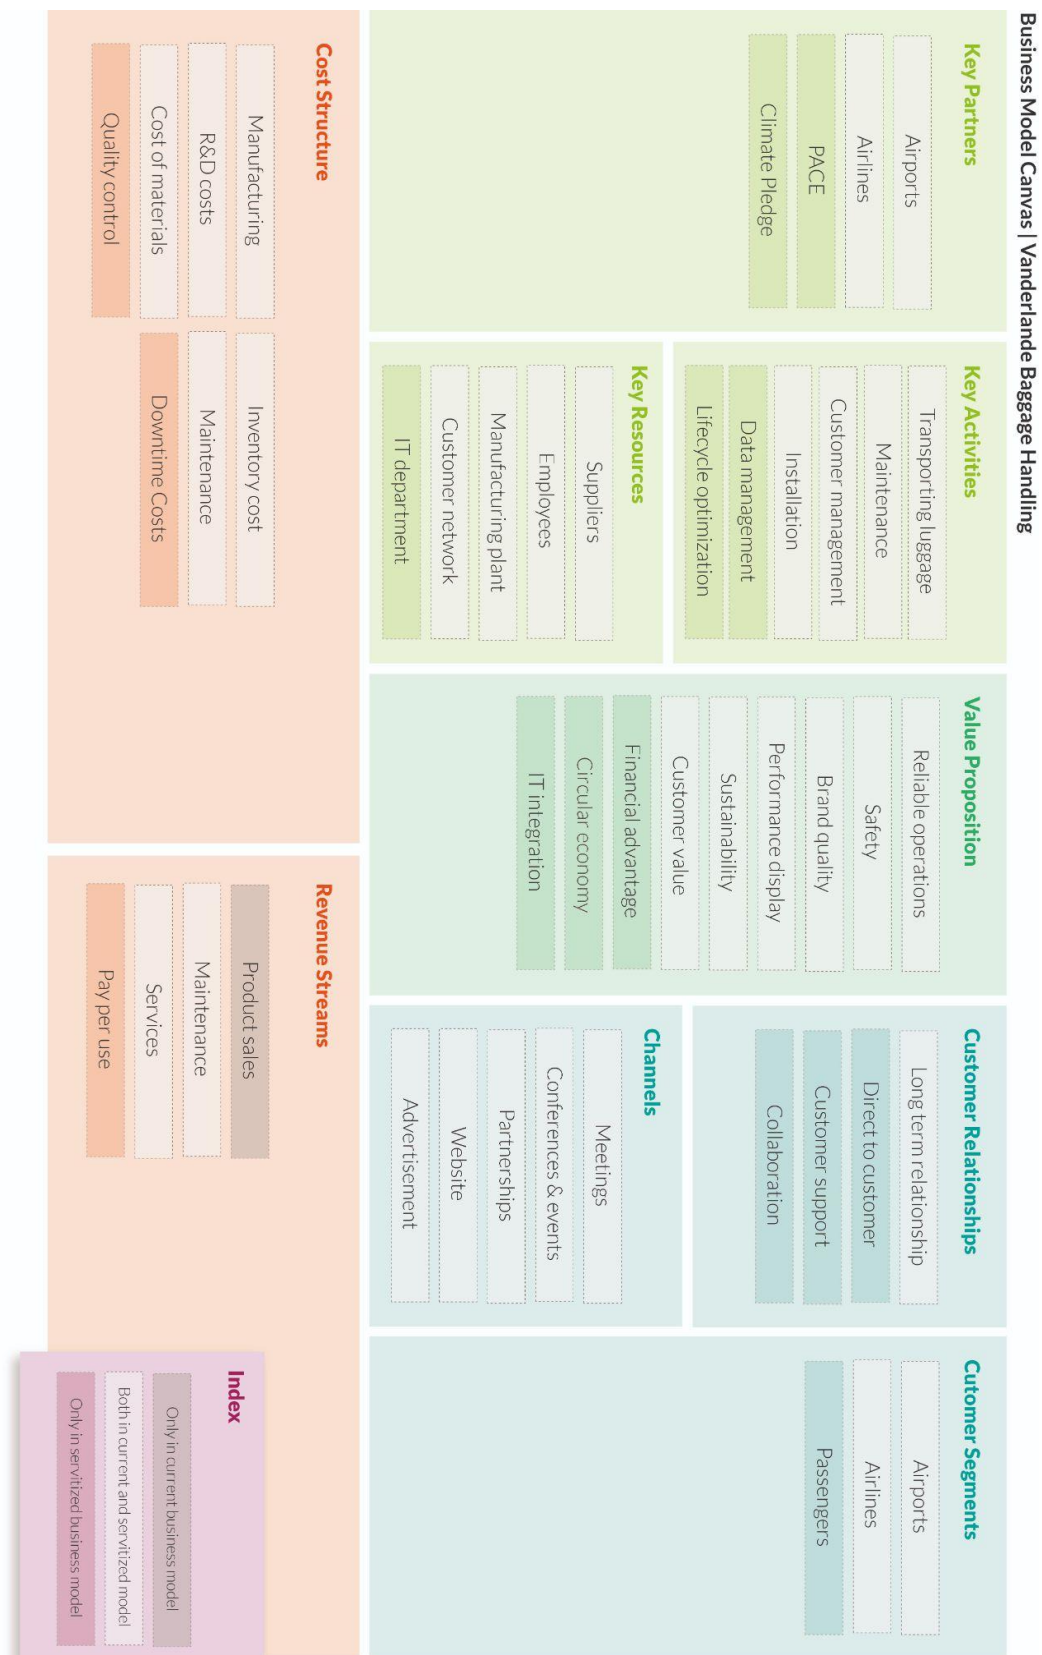 Business Model Canvas | Vanderlande Baggage Handling
Key Partners
Airports
Airlines
PACE
Climate Pledge
Key Activities
Transporting luggage
Maintenance
Customer management
Installation
Data management
Lifecycle optimization
Key Resources
Suppliers
Employees
Manufacturing plant
Customer network
IT department
Value Proposition
Reliable operations
Safety
Brand quality
Performance display
Sustainability
Customer value
Financial advantage
Circular economy
IT integration
Customer Relationships
Long term relationship
Direct to customer
Customer support
Collaboration
Channels
Meetings
Conferences & events
Partnerships
Website
Advertisement
Cutomer Segments
Airports
Airlines
Passengers
Cost Structure
Manufacturing
R&D costs
Cost of materials
Quality control
Inventory cost
Maintenance
Downtime Costs
Revenue Streams
Product sales
Maintenance
Services
Pay per use
Index
Only in current business model
Both in current and servitized model
Only in servitized business model